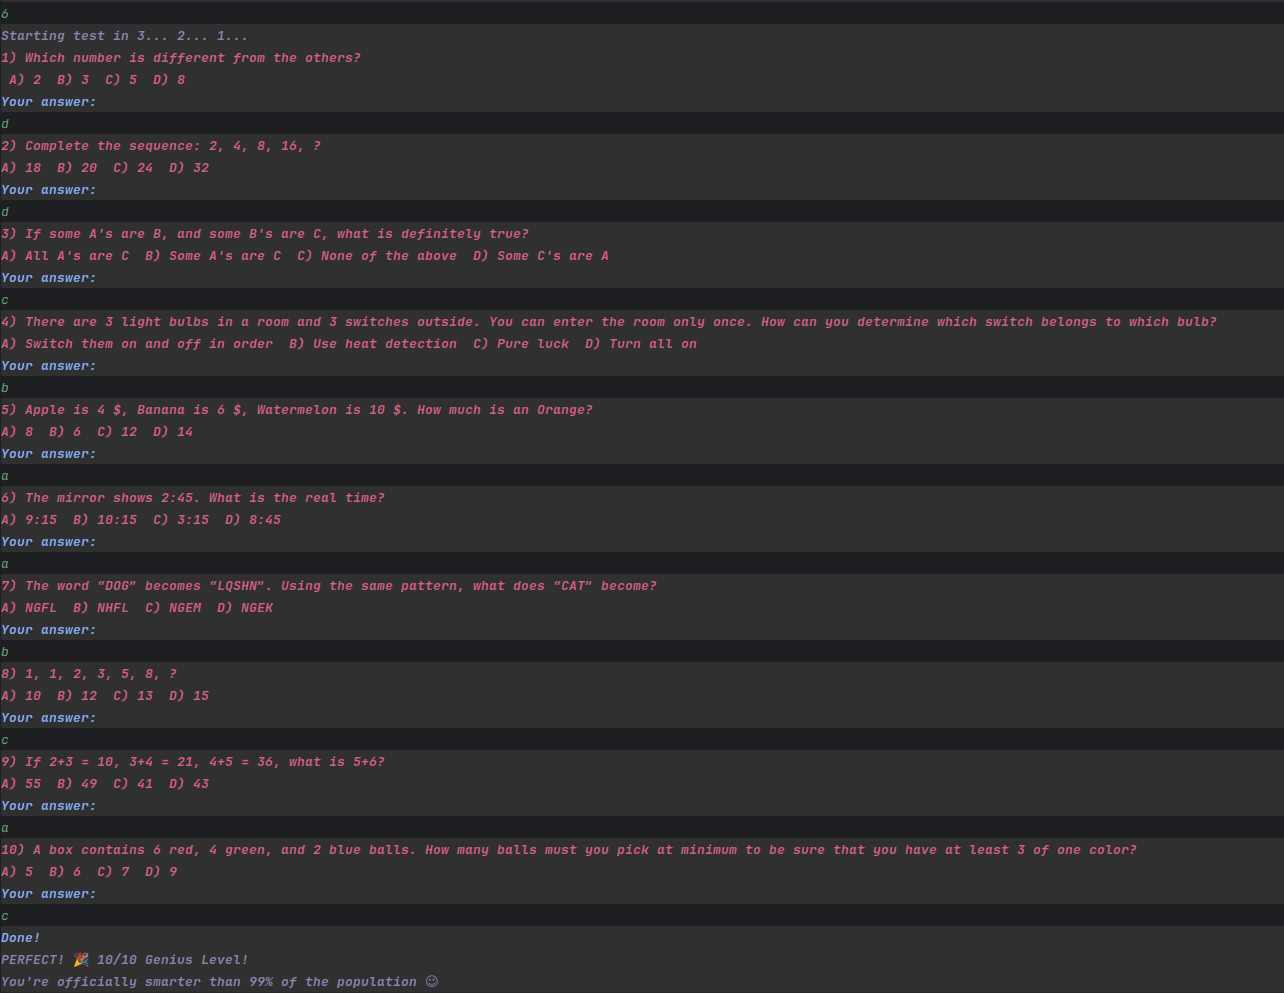 6
Starting test in 3... 2... 1...
1) Which number is different from the others?
A) 2  B) 3  C) 5  D) 8
Your answer:
d
2) Complete the sequence: 2, 4, 8, 16, ?
A) 18  B) 20  C) 24  D) 32
Your answer:
d
3) If some A's are B, and some B's are C, what is definitely true?
A) All A's are C  B) Some A's are C  C) None of the above  D) Some C's are A
Your answer:
c
4) There are 3 light bulbs in a room and 3 switches outside. You can enter the room only once. How can you determine which switch belongs to which bulb?
A) Switch them on and off in order  B) Use heat detection  C) Pure luck  D) Turn all on
Your answer:
b
5) Apple is 4 $, Banana is 6 $, Watermelon is 10 $. How much is an Orange?
A) 8  B) 6  C) 12  D) 14
Your answer:
a
6) The mirror shows 2:45. What is the real time?
A) 9:15  B) 10:15  C) 3:15  D) 8:45
Your answer:
a
7) The word “DOG” becomes “LQSHN”. Using the same pattern, what does “CAT” become?
A) NGFL  B) NHFL  C) NGEM  D) NGEK
Your answer:
b
8) 1, 1, 2, 3, 5, 8, ?
A) 10  B) 12  C) 13  D) 15
Your answer:
c
9) If 2+3 = 10, 3+4 = 21, 4+5 = 36, what is 5+6?
A) 55  B) 49  C) 41  D) 43
Your answer:
a
10) A box contains 6 red, 4 green, and 2 blue balls. How many balls must you pick at minimum to be sure that you have at least 3 of one color?
A) 5  B) 6  C) 7  D) 9
Your answer:
c
Done!
PERFECT! 🎉 10/10 Genius Level!
You're officially smarter than 99% of the population 😉